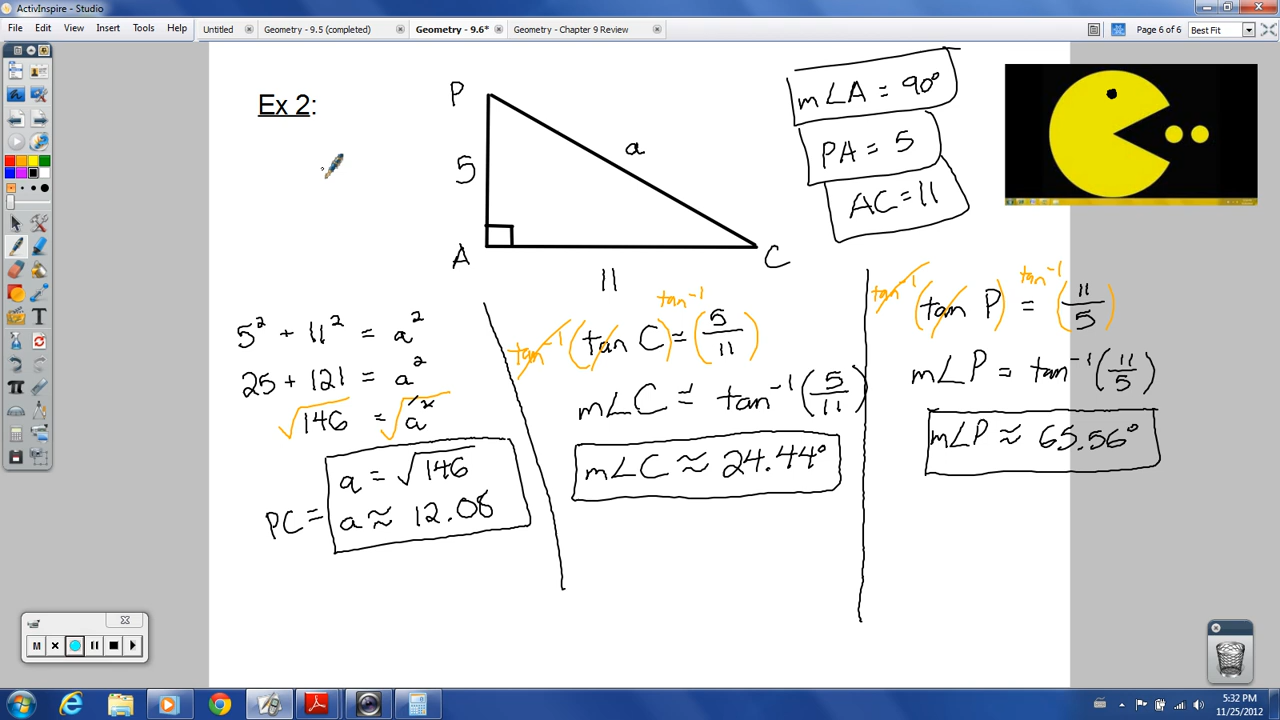 ActivInspire - Studio
File Edit View Insert Tools Help
Untitled
Geometry - 9.5 (completed)
Geometry - 9.6*
Geometry - Chapter 9 Review
Page 6 of 6
Best Fit
Ex 2:
P
a
5
A
C
11
m∠A = 90°
PA = 5
AC = 11
5² + 11² = a²
25 + 121 = a²
√146 = √a²
a = √146
PC = a ≈ 12.08
tan⁻¹(tan C) = tan⁻¹(5/11)
m∠C = tan⁻¹(5/11)
m∠C ≈ 24.44°
tan⁻¹(tan P) = tan⁻¹(11/5)
m∠P = tan⁻¹(11/5)
m∠P ≈ 65.56°
M
5:32 PM
11/25/2012